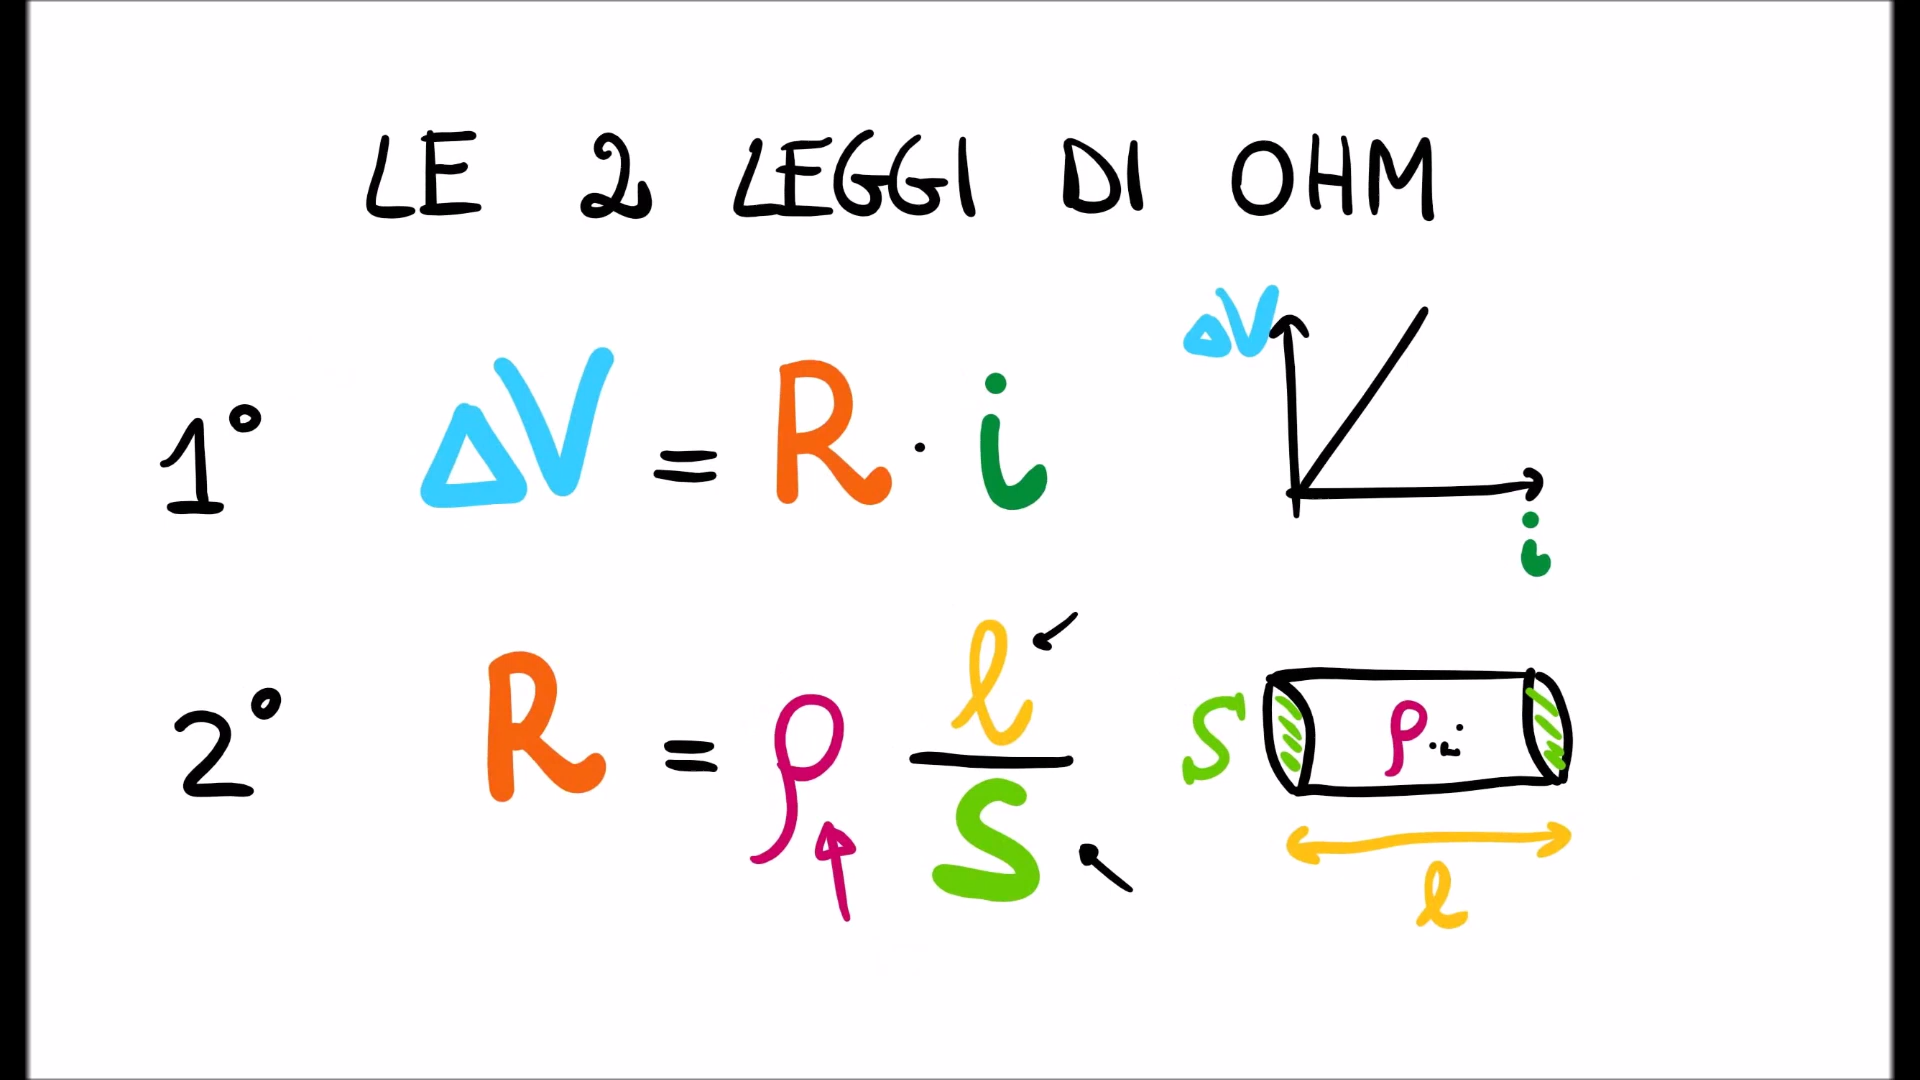 LE 2 LEGGI DI OHM
1° ΔV = R · i
ΔV
i
2° R = ρ l/S
S ρ
l